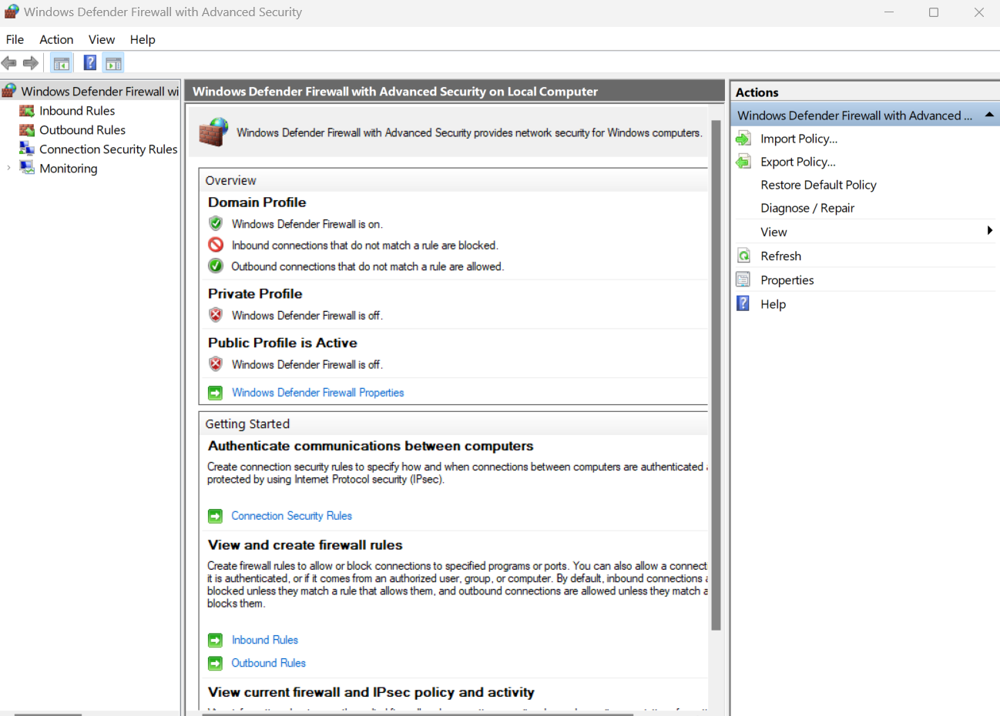 Windows Defender Firewall with Advanced Security
File Action View Help
Windows Defender Firewall wi
Inbound Rules
Outbound Rules
Connection Security Rules
Monitoring
Windows Defender Firewall with Advanced Security on Local Computer
Windows Defender Firewall with Advanced Security provides network security for Windows computers.
Overview
Domain Profile
Windows Defender Firewall is on.
Inbound connections that do not match a rule are blocked.
Outbound connections that do not match a rule are allowed.
Private Profile
Windows Defender Firewall is off.
Public Profile is Active
Windows Defender Firewall is off.
Windows Defender Firewall Properties
Getting Started
Authenticate communications between computers
Create connection security rules to specify how and when connections between computers are authenticated
protected by using Internet Protocol security (IPsec).
Connection Security Rules
View and create firewall rules
Create firewall rules to allow or block connections to specified programs or ports. You can also allow a connect
it is authenticated, or if it comes from an authorized user, group, or computer. By default, inbound connections
blocked unless they match a rule that allows them, and outbound connections are allowed unless they match a
blocks them.
Inbound Rules
Outbound Rules
View current firewall and IPsec policy and activity
Actions
Windows Defender Firewall with Advanced ...
Import Policy...
Export Policy...
Restore Default Policy
Diagnose / Repair
View
Refresh
Properties
Help